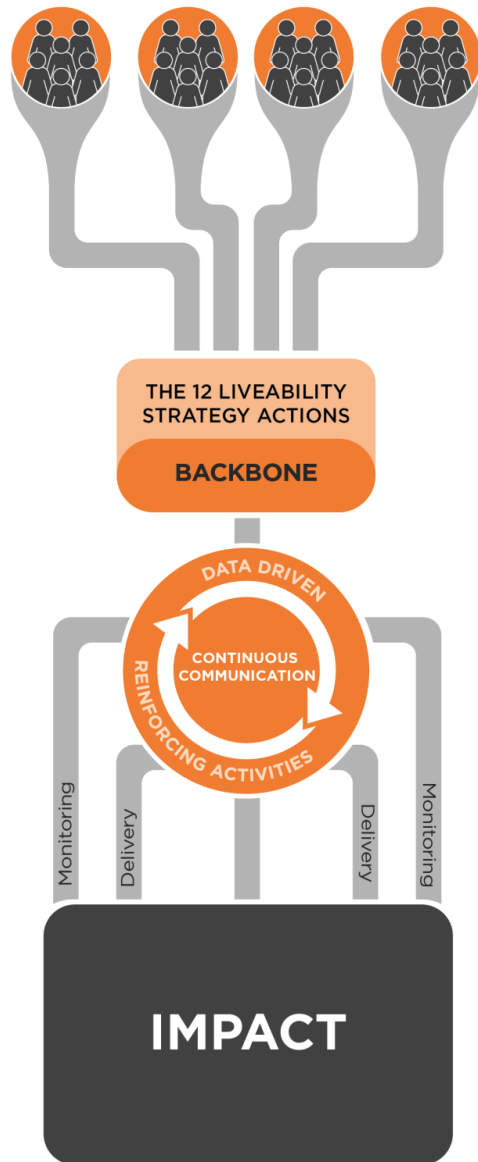 THE 12 LIVEABILITY
STRATEGY ACTIONS
BACKBONE
DATA DRIVEN
CONTINUOUS
COMMUNICATION
REINFORCING ACTIVITIES
Monitoring
Delivery
Delivery
Monitoring
IMPACT